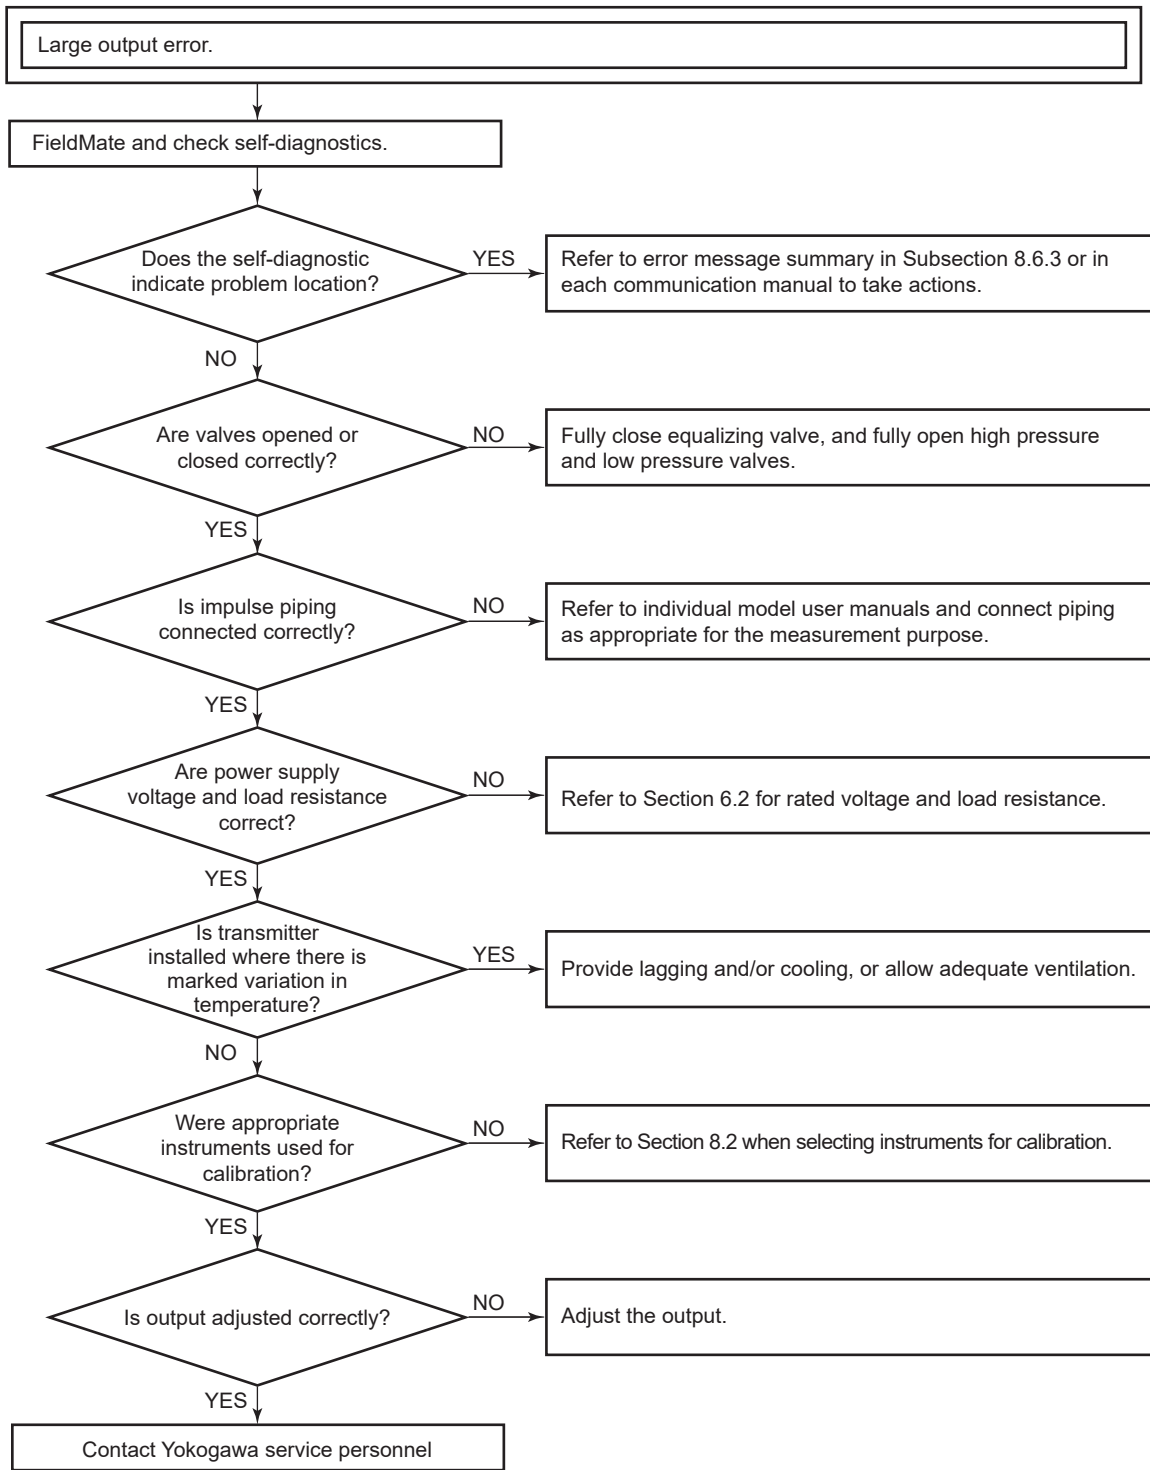 Large output error.
FieldMate and check self-diagnostics.
Does the self-diagnostic
indicate problem location?
YES
Refer to error message summary in Subsection 8.6.3 or in
each communication manual to take actions.
NO
Are valves opened or
closed correctly?
NO
Fully close equalizing valve, and fully open high pressure
and low pressure valves.
YES
Is impulse piping
connected correctly?
NO
Refer to individual model user manuals and connect piping
as appropriate for the measurement purpose.
YES
Are power supply
voltage and load resistance
correct?
NO
Refer to Section 6.2 for rated voltage and load resistance.
YES
Is transmitter
installed where there is
marked variation in
temperature?
YES
Provide lagging and/or cooling, or allow adequate ventilation.
NO
Were appropriate
instruments used for
calibration?
NO
Refer to Section 8.2 when selecting instruments for calibration.
YES
Is output adjusted correctly?
NO
Adjust the output.
YES
Contact Yokogawa service personnel